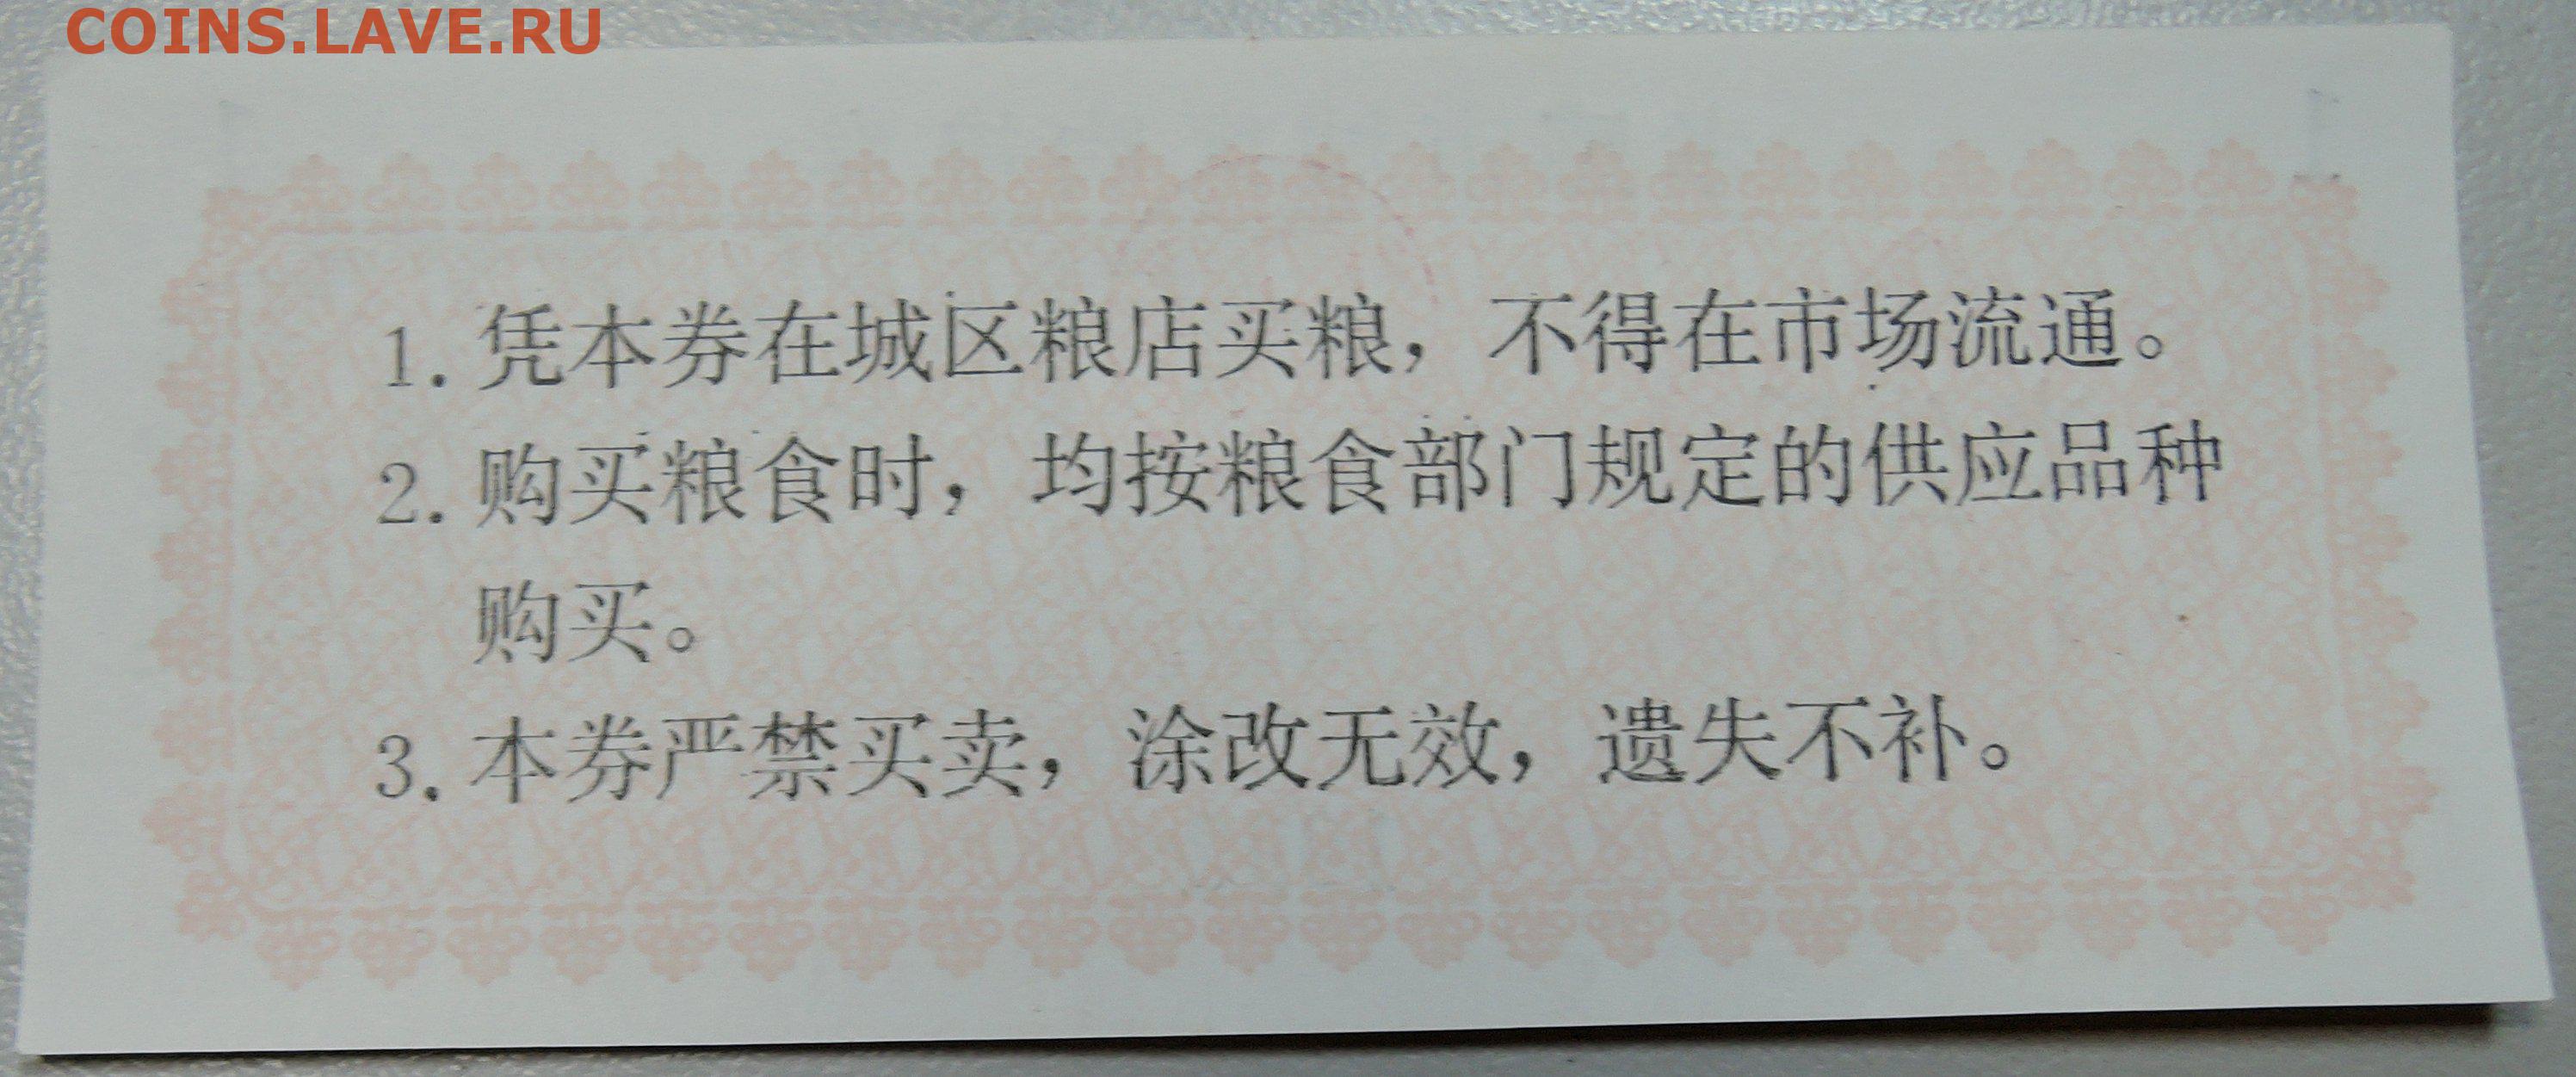 COINS.LAVE.RU
1. 凭本券在城区粮店买粮，不得在市场流通。
2. 购买粮食时，均按粮食部门规定的供应品种
购买。
3. 本券严禁买卖，涂改无效，遗失不补。